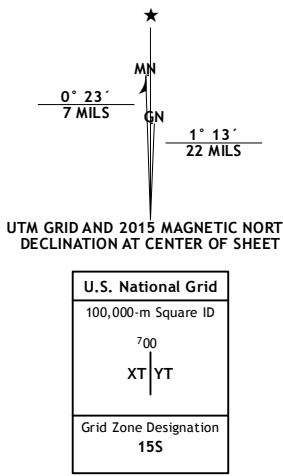 ★
MN
0° 23´
7 MILS
GN
1° 13´
22 MILS
UTM GRID AND 2015 MAGNETIC NORT
DECLINATION AT CENTER OF SHEET
U.S. National Grid
100,000-m Square ID
⁷00
XT YT
Grid Zone Designation
15S